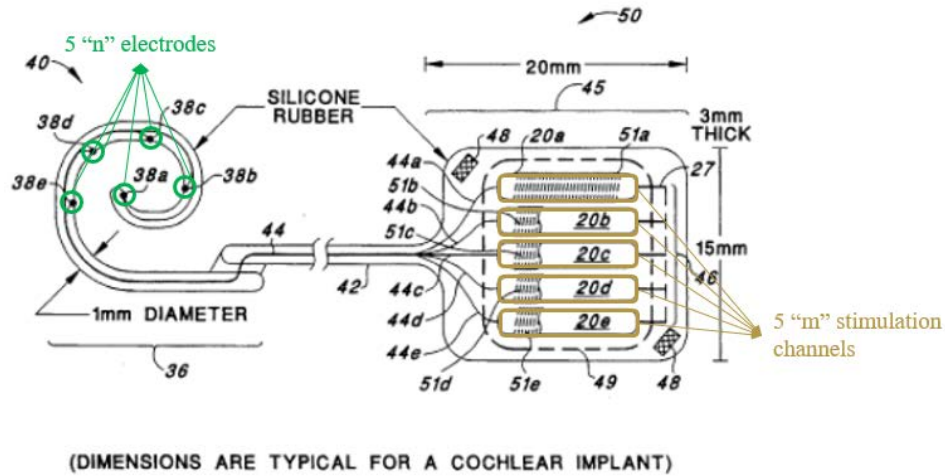 50
5 “n” electrodes
40
20mm
45
SILICONE
RUBBER
3mm
THICK
38c
38d
48
20a
51a
44a
27
38e
38a
38b
51b
44b
20b
51c
44
20c
15mm
46
42
44c
20d
1mm DIAMETER
44d
20e
5 “m” stimulation
channels
44e
36
51d
51e
49
48
(DIMENSIONS ARE TYPICAL FOR A COCHLEAR IMPLANT)